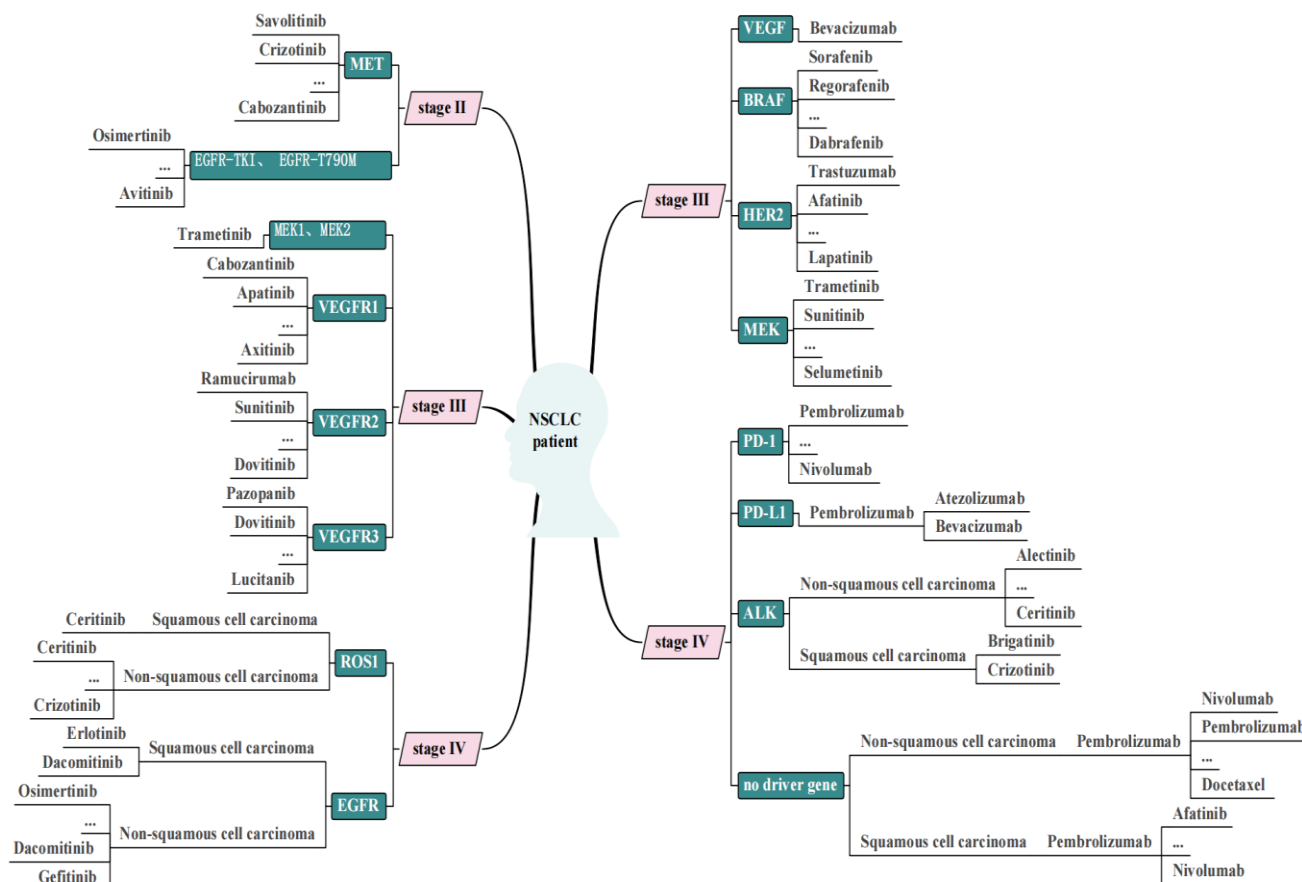 Savolitinib
Crizotinib
...
Cabozantinib
MET
Osimertinib
...
Avitinib
EGFR-TKI、 EGFR-T790M
stage II
Trametinib
MEK1、MEK2
Cabozantinib
Apatinib
...
Axitinib
VEGFR1
Ramucirumab
Sunitinib
...
Dovitinib
VEGFR2
Pazopanib
Dovitinib
...
Lucitanib
VEGFR3
stage III
Ceritinib
Squamous cell carcinoma
Ceritinib
...
Crizotinib
Non-squamous cell carcinoma
ROS1
Erlotinib
Dacomitinib
Squamous cell carcinoma
Osimertinib
...
Dacomitinib
Gefitinib
Non-squamous cell carcinoma
EGFR
stage IV
NSCLC
patient
stage III
VEGF
Bevacizumab
BRAF
Sorafenib
Regorafenib
...
Dabrafenib
HER2
Trastuzumab
Afatinib
...
Lapatinib
MEK
Trametinib
Sunitinib
...
Selumetinib
stage IV
PD-1
Pembrolizumab
...
Nivolumab
PD-L1
Pembrolizumab
Atezolizumab
Bevacizumab
ALK
Non-squamous cell carcinoma
Alectinib
...
Ceritinib
Squamous cell carcinoma
Brigatinib
Crizotinib
no driver gene
Non-squamous cell carcinoma
Pembrolizumab
Nivolumab
Pembrolizumab
...
Docetaxel
Squamous cell carcinoma
Pembrolizumab
Afatinib
...
Nivolumab